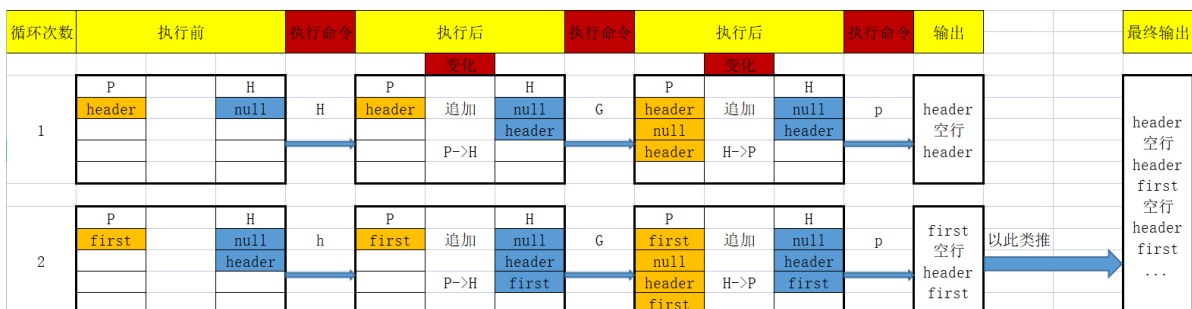 循环次数 执行前 执行命令 执行后 执行命令 执行后 执行命令 输出 最终输出
变化 变化
P H P H P H
header null H header 追加 null G header 追加 null p header
header null header 空行
1
P->H header H->P header
header
空行
header
first
空行
header
first
...
P H P H P H
first null h first 追加 null G first 追加 null p first 以此类推
header header null header 空行
2
P->H first header H->P first header
first first